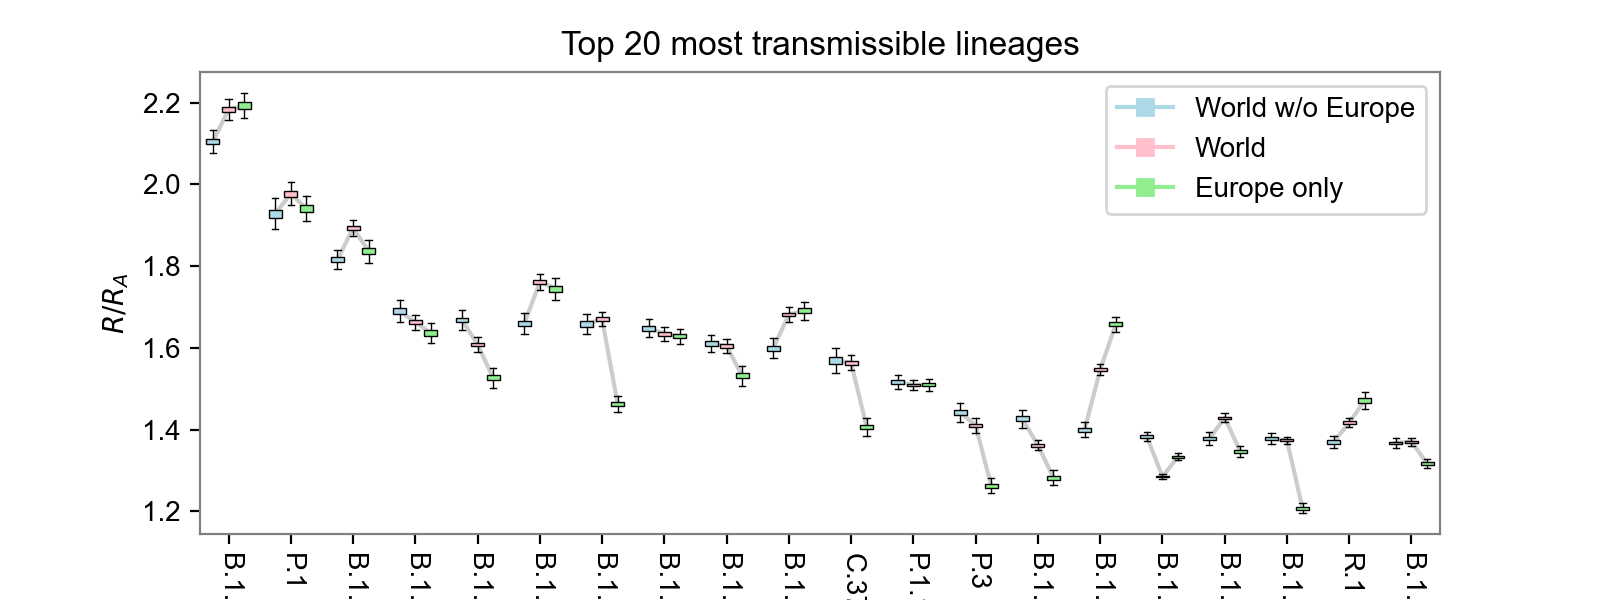 Top 20 most transmissible lineages
World w/o Europe
World
Europe only
R/R_A
2.2
2.0
1.8
1.6
1.4
1.2
B.1.
P.1
B.1.
B.1.
B.1.
B.1.
B.1.
B.1.
B.1.
B.1.
C.37
P.1.
P.3
B.1.
B.1.
B.1.
B.1.
B.1.
R.1
B.1.